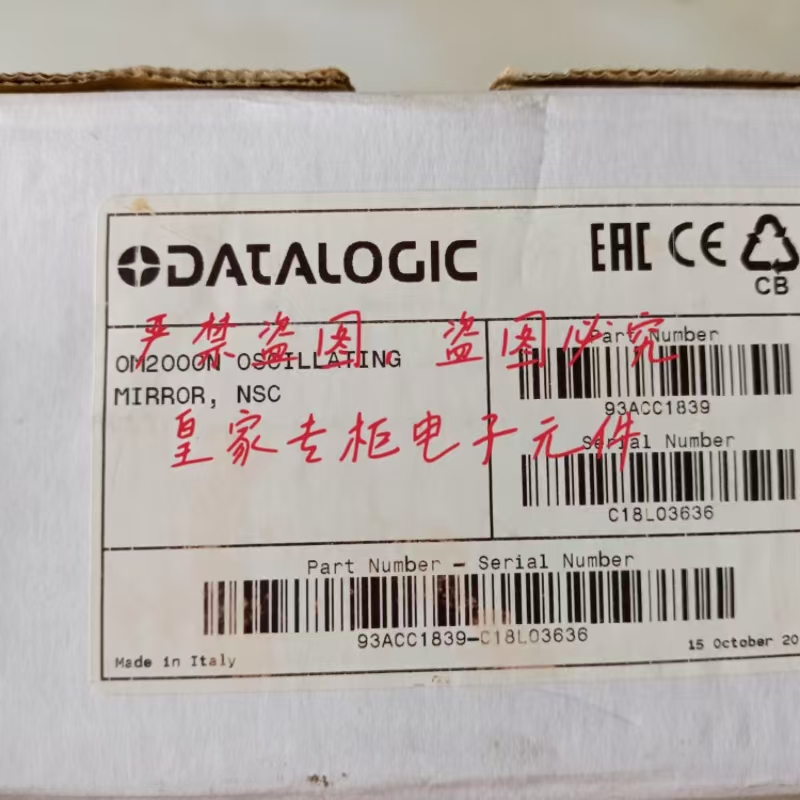 DATALOGIC
EAC CE
CB
严禁盗图,盗图必究
OM2000N OSCILLATING
MIRROR, NSC
Part Number
93ACC1839
皇家专柜电子元件
Serial Number
C18L03636
Part Number - Serial Number
93ACC1839-C18L03636
Made in Italy
15 October 20